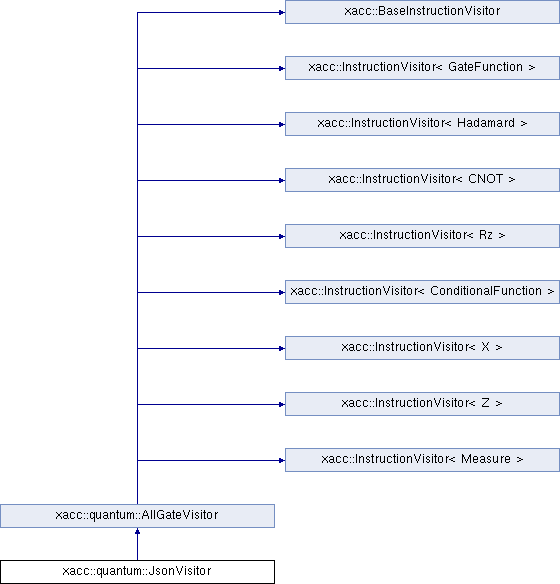 xacc::BaseInstructionVisitor
xacc::InstructionVisitor< GateFunction >
xacc::InstructionVisitor< Hadamard >
xacc::InstructionVisitor< CNOT >
xacc::InstructionVisitor< Rz >
xacc::InstructionVisitor< ConditionalFunction >
xacc::InstructionVisitor< X >
xacc::InstructionVisitor< Z >
xacc::InstructionVisitor< Measure >
xacc::quantum::AllGateVisitor
xacc::quantum::JsonVisitor